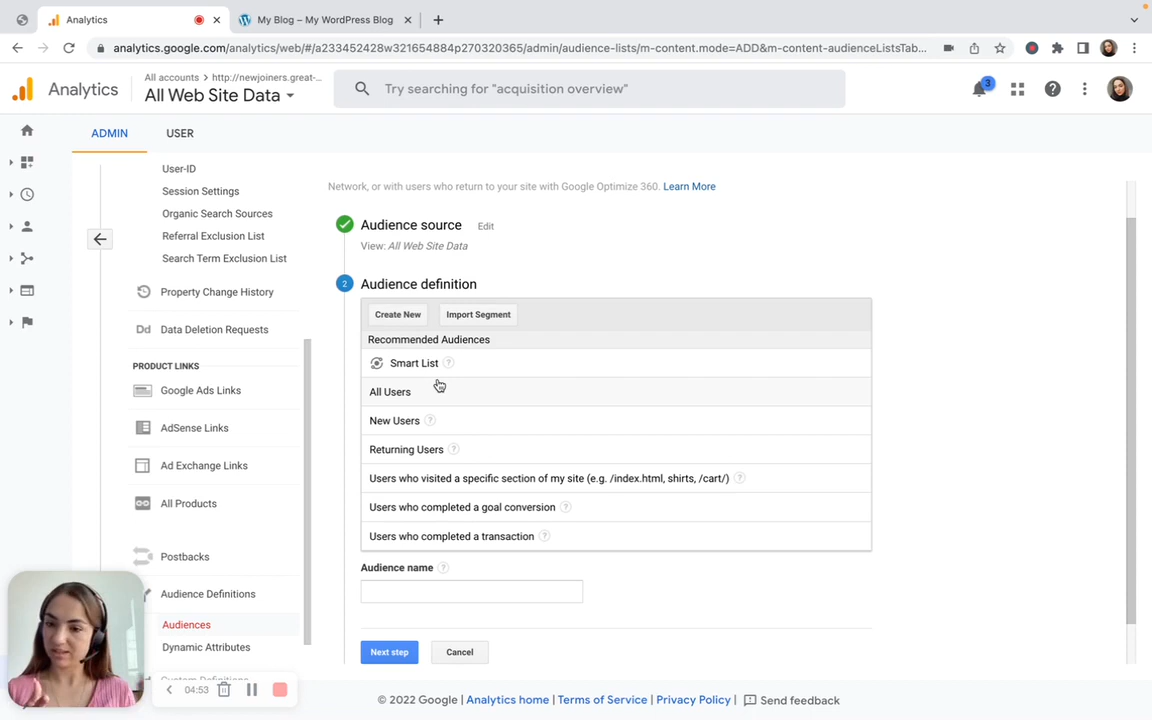 Analytics
My Blog – My WordPress Blog
analytics.google.com/analytics/web/#/a233452428w321654884p270320365/admin/audience-lists/m-content.mode=ADD&m-content-audienceListsTab...
Analytics
All accounts > http://newjoiners.great-...
All Web Site Data
Try searching for "acquisition overview"
3
ADMIN
USER
User-ID
Session Settings
Organic Search Sources
Referral Exclusion List
Search Term Exclusion List
Property Change History
Dd Data Deletion Requests
PRODUCT LINKS
Google Ads Links
AdSense Links
Ad Exchange Links
All Products
Postbacks
Audience Definitions
Audiences
Dynamic Attributes
04:53
Network, or with users who return to your site with Google Optimize 360. Learn More
Audience source Edit
View: All Web Site Data
2 Audience definition
Create New Import Segment
Recommended Audiences
Smart List ?
All Users
New Users ?
Returning Users ?
Users who visited a specific section of my site (e.g. /index.html, shirts, /cart/) ?
Users who completed a goal conversion ?
Users who completed a transaction ?
Audience name ?
Next step Cancel
© 2022 Google | Analytics home | Terms of Service | Privacy Policy | Send feedback